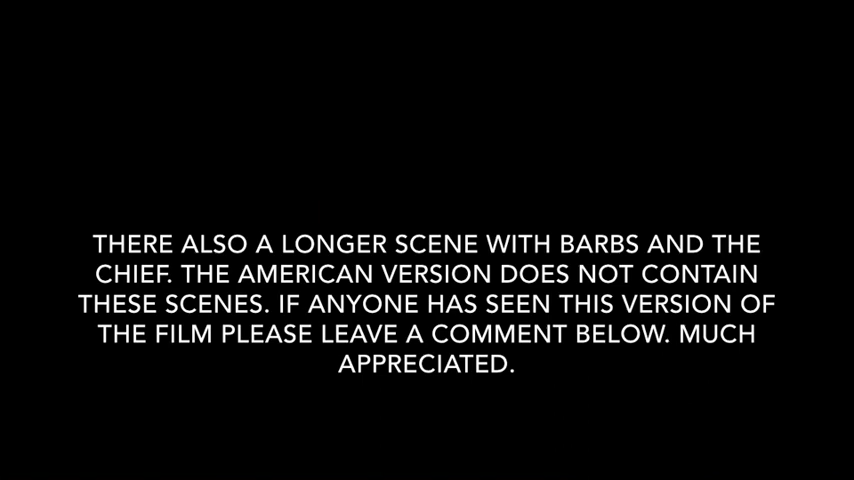 THERE ALSO A LONGER SCENE WITH BARBS AND THE
CHIEF. THE AMERICAN VERSION DOES NOT CONTAIN
THESE SCENES. IF ANYONE HAS SEEN THIS VERSION OF
THE FILM PLEASE LEAVE A COMMENT BELOW. MUCH
APPRECIATED.